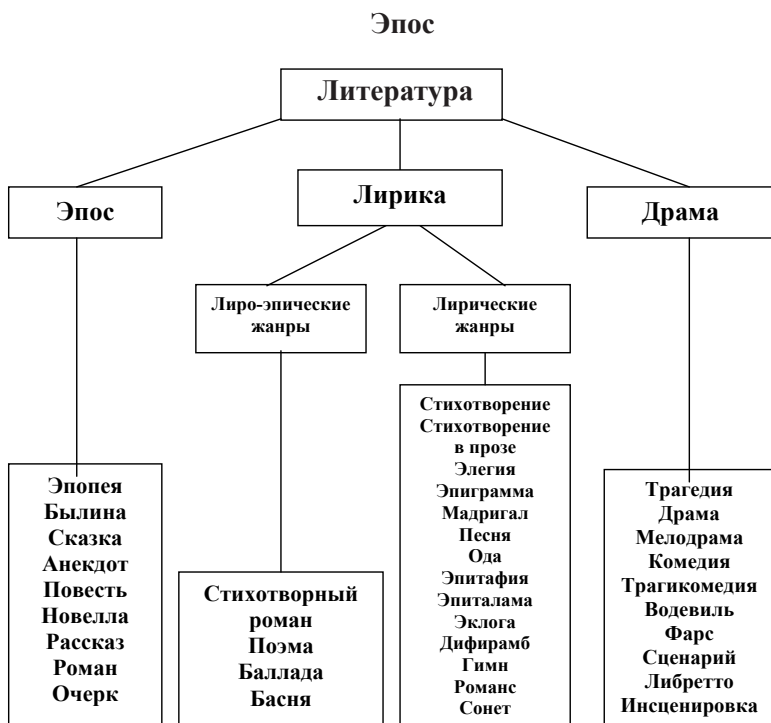 Эпос
Литература
Эпос
Лирика
Драма
Лиро-эпические
жанры
Лирические
жанры
Эпопея
Былина
Сказка
Анекдот
Повесть
Новелла
Рассказ
Роман
Очерк
Стихотворный
роман
Поэма
Баллада
Басня
Стихотворение
Стихотворение
в прозе
Элегия
Эпиграмма
Мадригал
Песня
Ода
Эпитафия
Эпиталама
Эклога
Дифирамб
Гимн
Романс
Сонет
Трагедия
Драма
Мелодрама
Комедия
Трагикомедия
Водевиль
Фарс
Сценарий
Либретто
Инсценировка